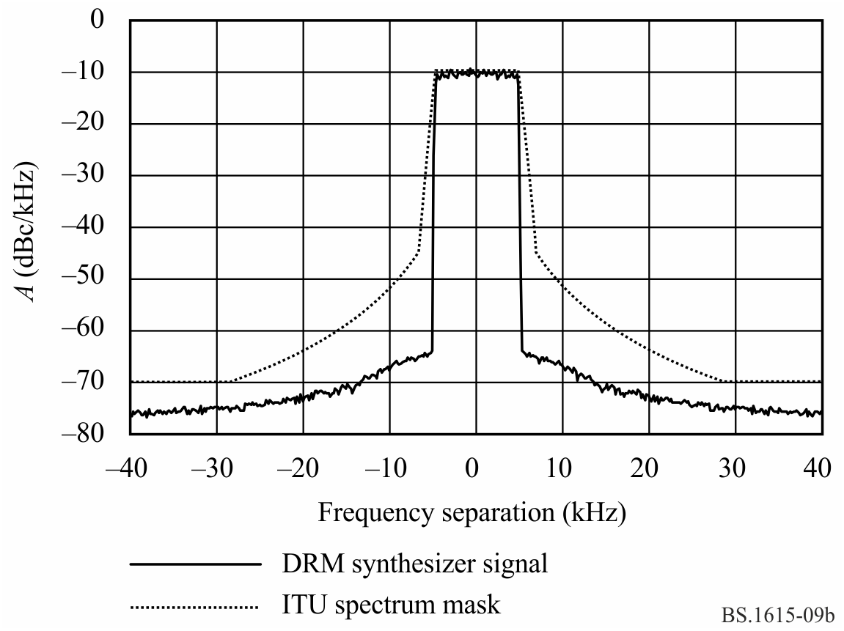 0
–10
–20
–30
–40
–50
–60
–70
–80
A (dBc/kHz)
–40 –30 –20 –10 0 10 20 30 40
Frequency separation (kHz)
DRM synthesizer signal
ITU spectrum mask
BS.1615-09b